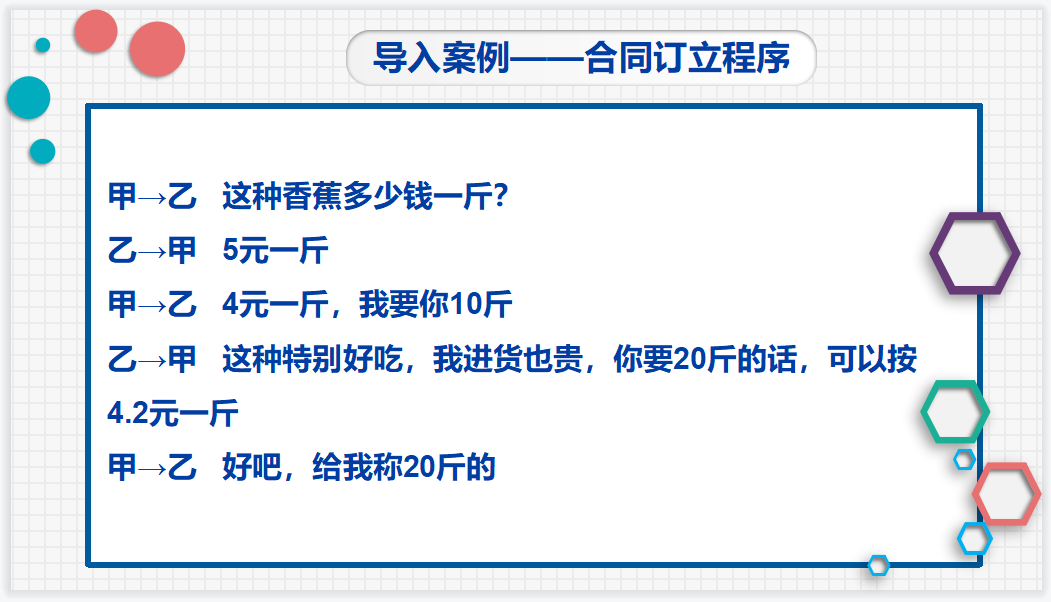 导入案例——合同订立程序
甲→乙 这种香蕉多少钱一斤？
乙→甲 5元一斤
甲→乙 4元一斤，我要你10斤
乙→甲 这种特别好吃，我进货也贵，你要20斤的话，可以按
4.2元一斤
甲→乙 好吧，给我称20斤的